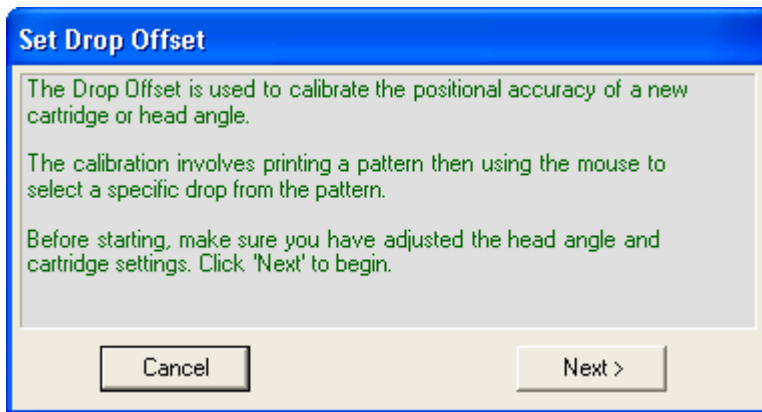 Set Drop Offset
The Drop Offset is used to calibrate the positional accuracy of a new
cartridge or head angle.
The calibration involves printing a pattern then using the mouse to
select a specific drop from the pattern.
Before starting, make sure you have adjusted the head angle and
cartridge settings. Click 'Next' to begin.
Cancel
Next >